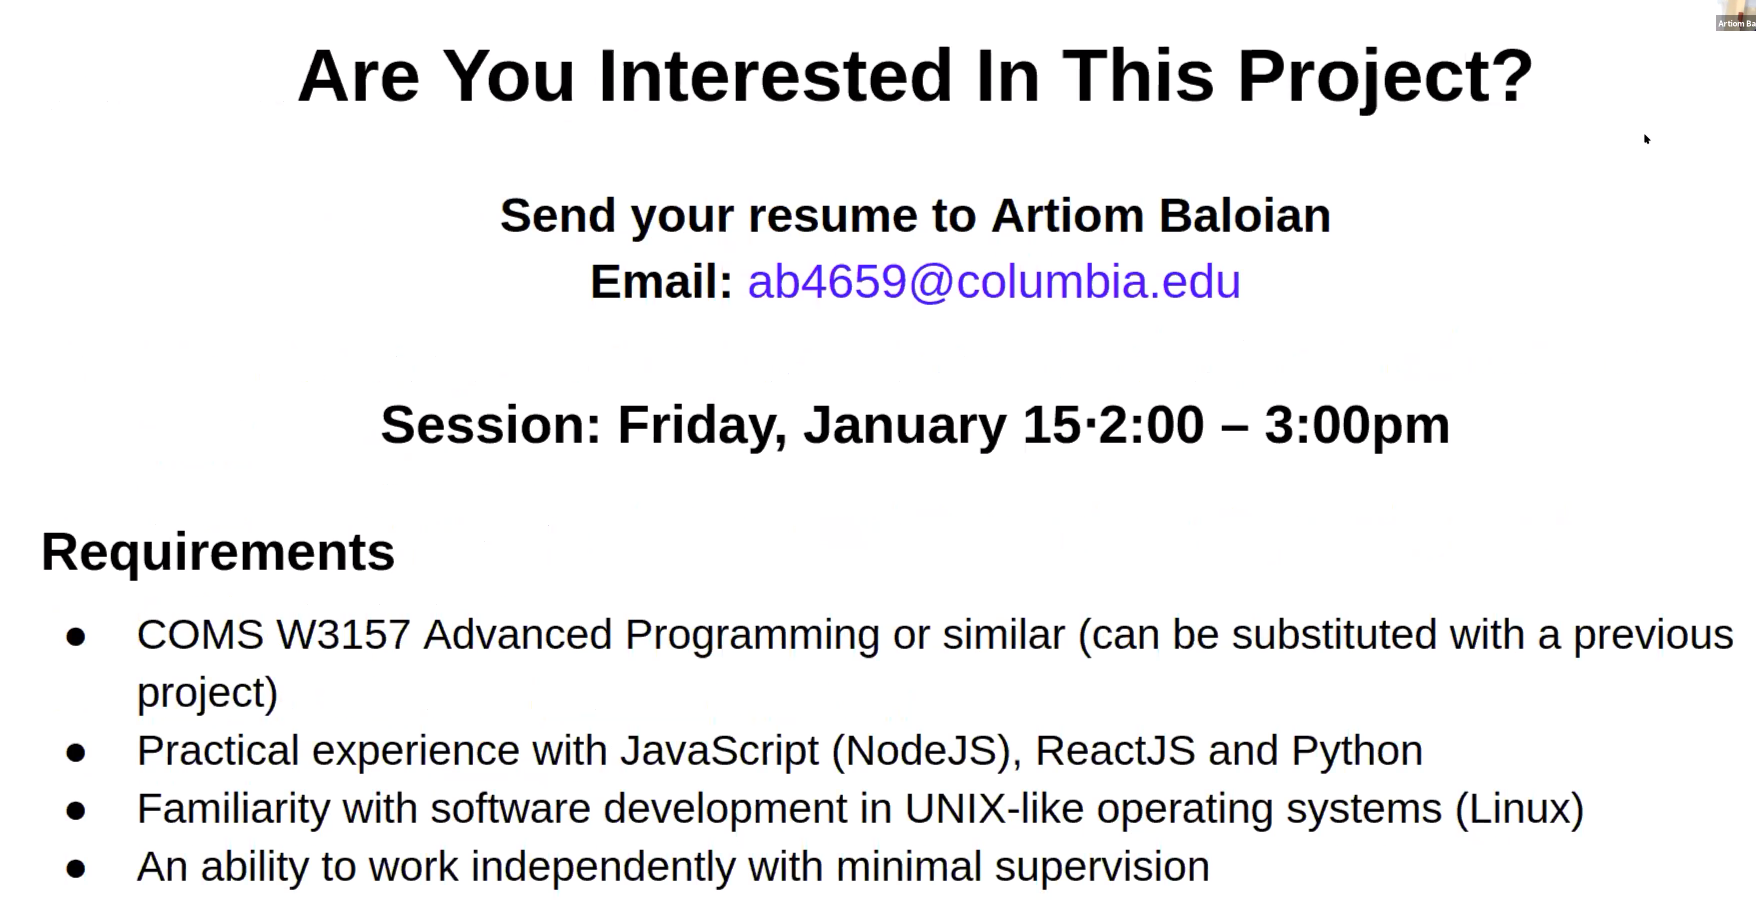 Artiom Ba
Are You Interested In This Project?
Send your resume to Artiom Baloian
Email: ab4659@columbia.edu
Session: Friday, January 15·2:00 – 3:00pm
Requirements
● COMS W3157 Advanced Programming or similar (can be substituted with a previous
project)
● Practical experience with JavaScript (NodeJS), ReactJS and Python
● Familiarity with software development in UNIX-like operating systems (Linux)
● An ability to work independently with minimal supervision